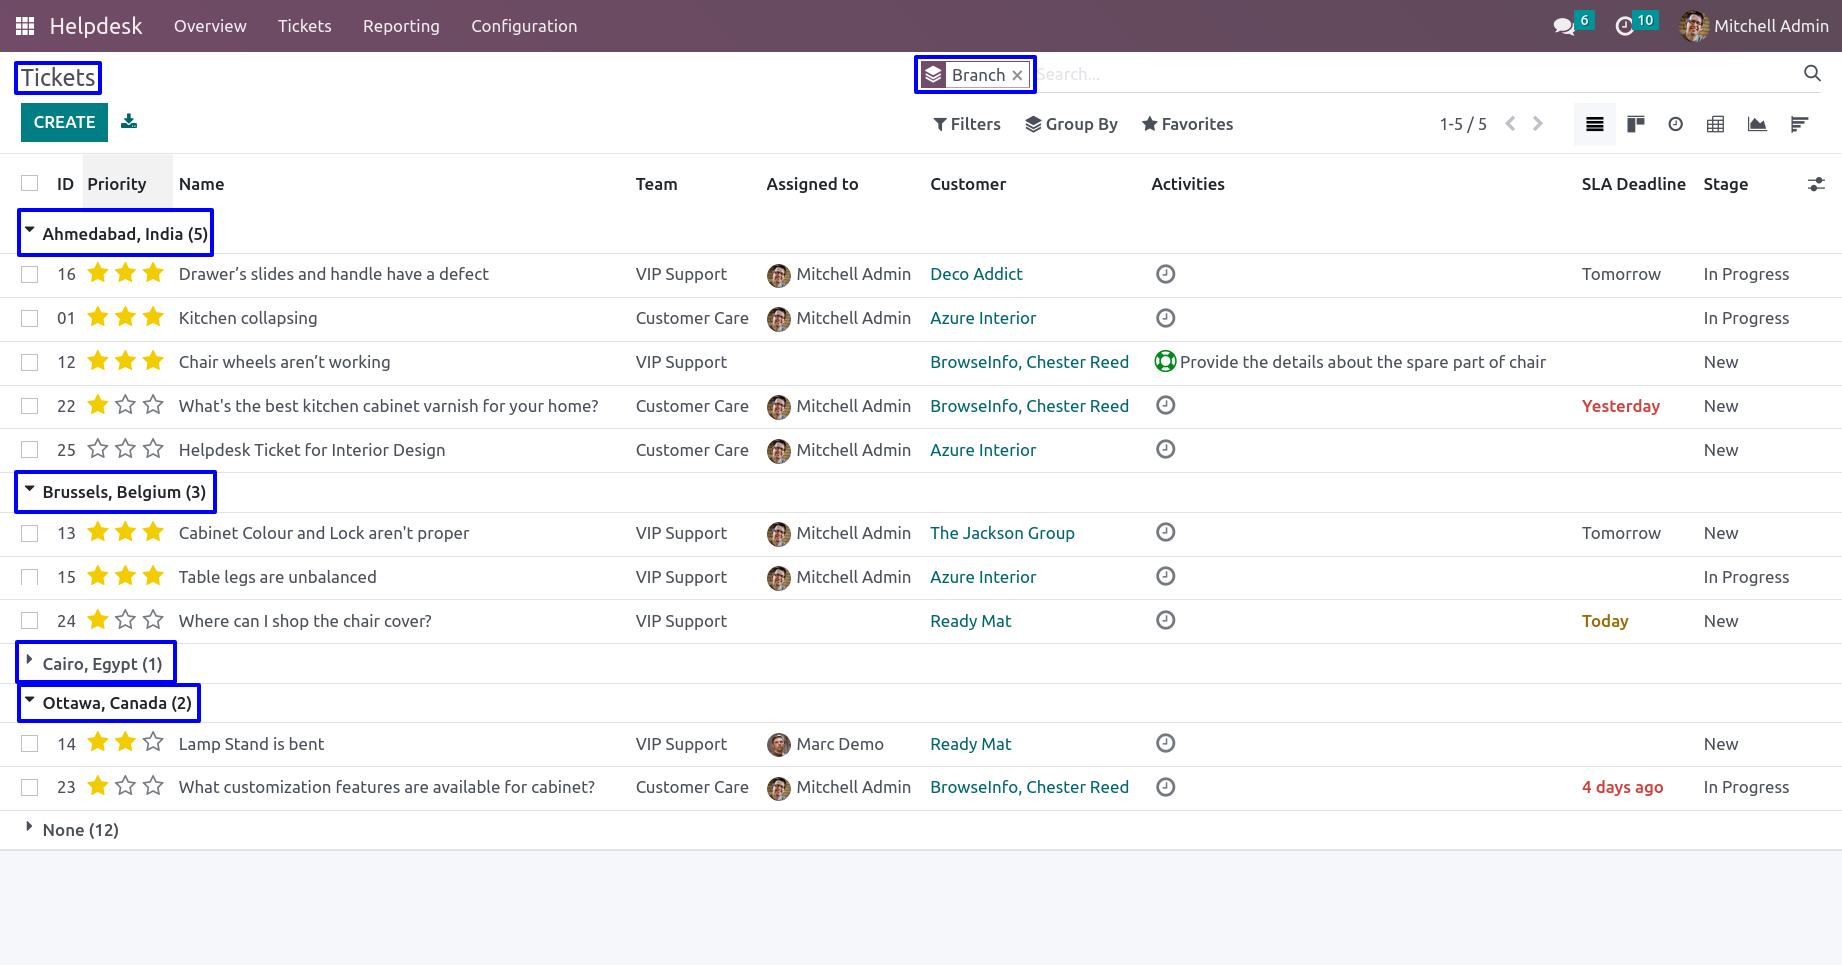 Helpdesk Overview Tickets Reporting Configuration 6 10 Mitchell Admin
Tickets Branch × Search...
CREATE Filters Group By Favorites 1-5 / 5
ID Priority Name Team Assigned to Customer Activities SLA Deadline Stage
Ahmedabad, India (5)
16 Drawer’s slides and handle have a defect VIP Support Mitchell Admin Deco Addict Tomorrow In Progress
01 Kitchen collapsing Customer Care Mitchell Admin Azure Interior In Progress
12 Chair wheels aren’t working VIP Support BrowseInfo, Chester Reed Provide the details about the spare part of chair New
22 What's the best kitchen cabinet varnish for your home? Customer Care Mitchell Admin BrowseInfo, Chester Reed Yesterday New
25 Helpdesk Ticket for Interior Design Customer Care Mitchell Admin Azure Interior New
Brussels, Belgium (3)
13 Cabinet Colour and Lock aren't proper VIP Support Mitchell Admin The Jackson Group Tomorrow New
15 Table legs are unbalanced VIP Support Mitchell Admin Azure Interior In Progress
24 Where can I shop the chair cover? VIP Support Ready Mat Today New
Cairo, Egypt (1)
Ottawa, Canada (2)
14 Lamp Stand is bent VIP Support Marc Demo Ready Mat New
23 What customization features are available for cabinet? Customer Care Mitchell Admin BrowseInfo, Chester Reed 4 days ago In Progress
None (12)